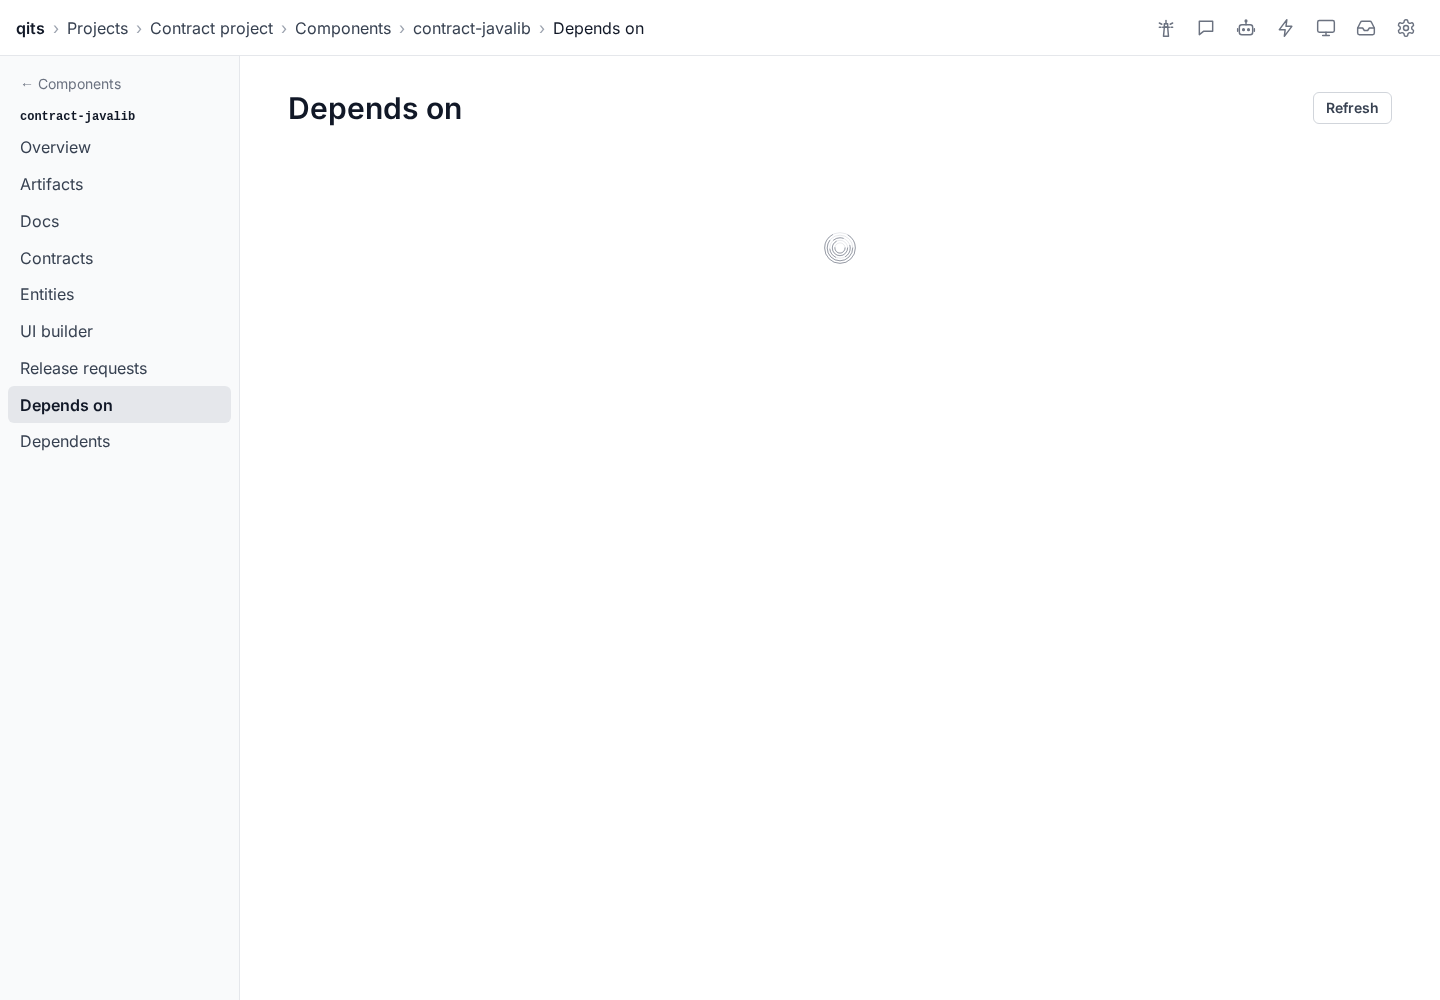 qits › Projects › Contract project › Components › contract-javalib › Depends on
← Components
contract-javalib
Overview
Artifacts
Docs
Contracts
Entities
UI builder
Release requests
Depends on
Dependents
Depends on
Refresh